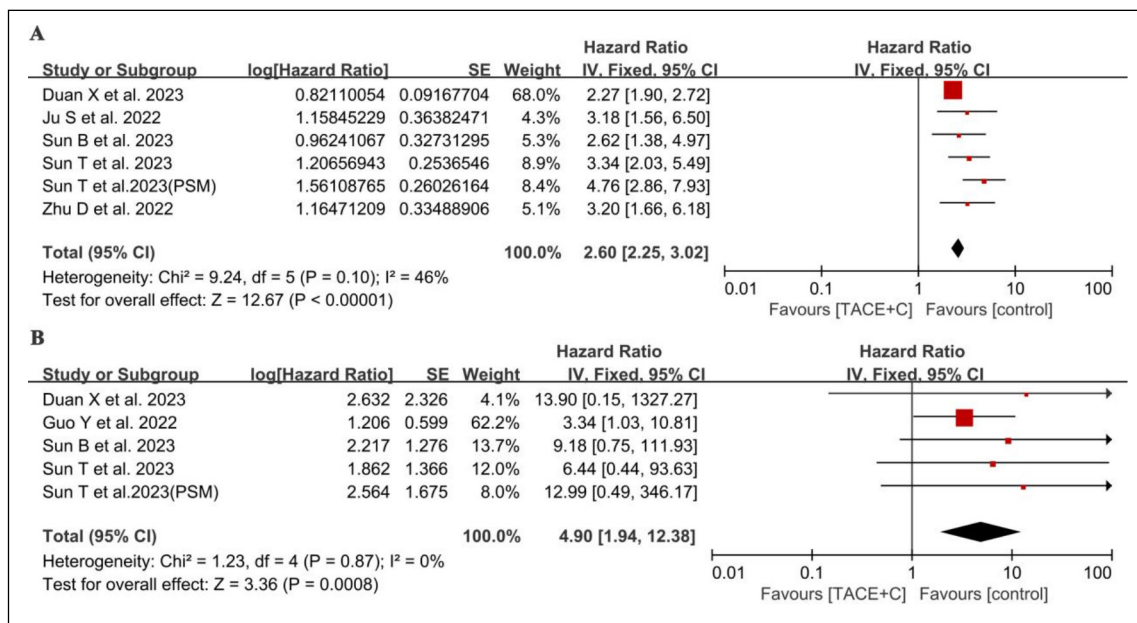 A
Hazard Ratio Hazard Ratio
Study or Subgroup log[Hazard Ratio] SE Weight IV, Fixed, 95% CI IV, Fixed, 95% CI
Duan X et al. 2023 0.82110054 0.09167704 68.0% 2.27 [1.90, 2.72]
Ju S et al. 2022 1.15845229 0.36382471 4.3% 3.18 [1.56, 6.50]
Sun B et al. 2023 0.96241067 0.32731295 5.3% 2.62 [1.38, 4.97]
Sun T et al. 2023 1.20656943 0.2536546 8.9% 3.34 [2.03, 5.49]
Sun T et al.2023(PSM) 1.56108765 0.26026164 8.4% 4.76 [2.86, 7.93]
Zhu D et al. 2022 1.16471209 0.33488906 5.1% 3.20 [1.66, 6.18]
Total (95% CI) 100.0% 2.60 [2.25, 3.02]
Heterogeneity: Chi² = 9.24, df = 5 (P = 0.10); I² = 46%
Test for overall effect: Z = 12.67 (P < 0.00001)
0.01 0.1 1 10 100
Favours [TACE+C] Favours [control]
B
Hazard Ratio Hazard Ratio
Study or Subgroup log[Hazard Ratio] SE Weight IV, Fixed, 95% CI IV, Fixed, 95% CI
Duan X et al. 2023 2.632 2.326 4.1% 13.90 [0.15, 1327.27]
Guo Y et al. 2022 1.206 0.599 62.2% 3.34 [1.03, 10.81]
Sun B et al. 2023 2.217 1.276 13.7% 9.18 [0.75, 111.93]
Sun T et al. 2023 1.862 1.366 12.0% 6.44 [0.44, 93.63]
Sun T et al.2023(PSM) 2.564 1.675 8.0% 12.99 [0.49, 346.17]
Total (95% CI) 100.0% 4.90 [1.94, 12.38]
Heterogeneity: Chi² = 1.23, df = 4 (P = 0.87); I² = 0%
Test for overall effect: Z = 3.36 (P = 0.0008)
0.01 0.1 1 10 100
Favours [TACE+C] Favours [control]